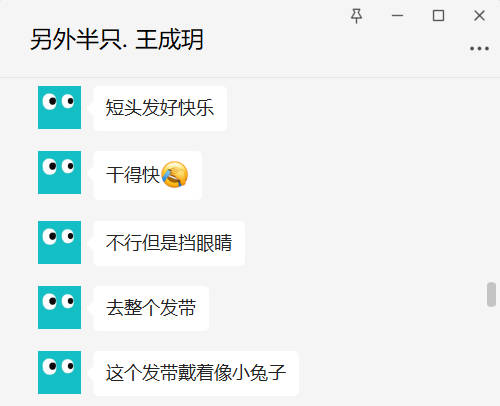 另外半只. 王成玥
短头发好快乐
干得快
不行但是挡眼睛
去整个发带
这个发带戴着像小兔子